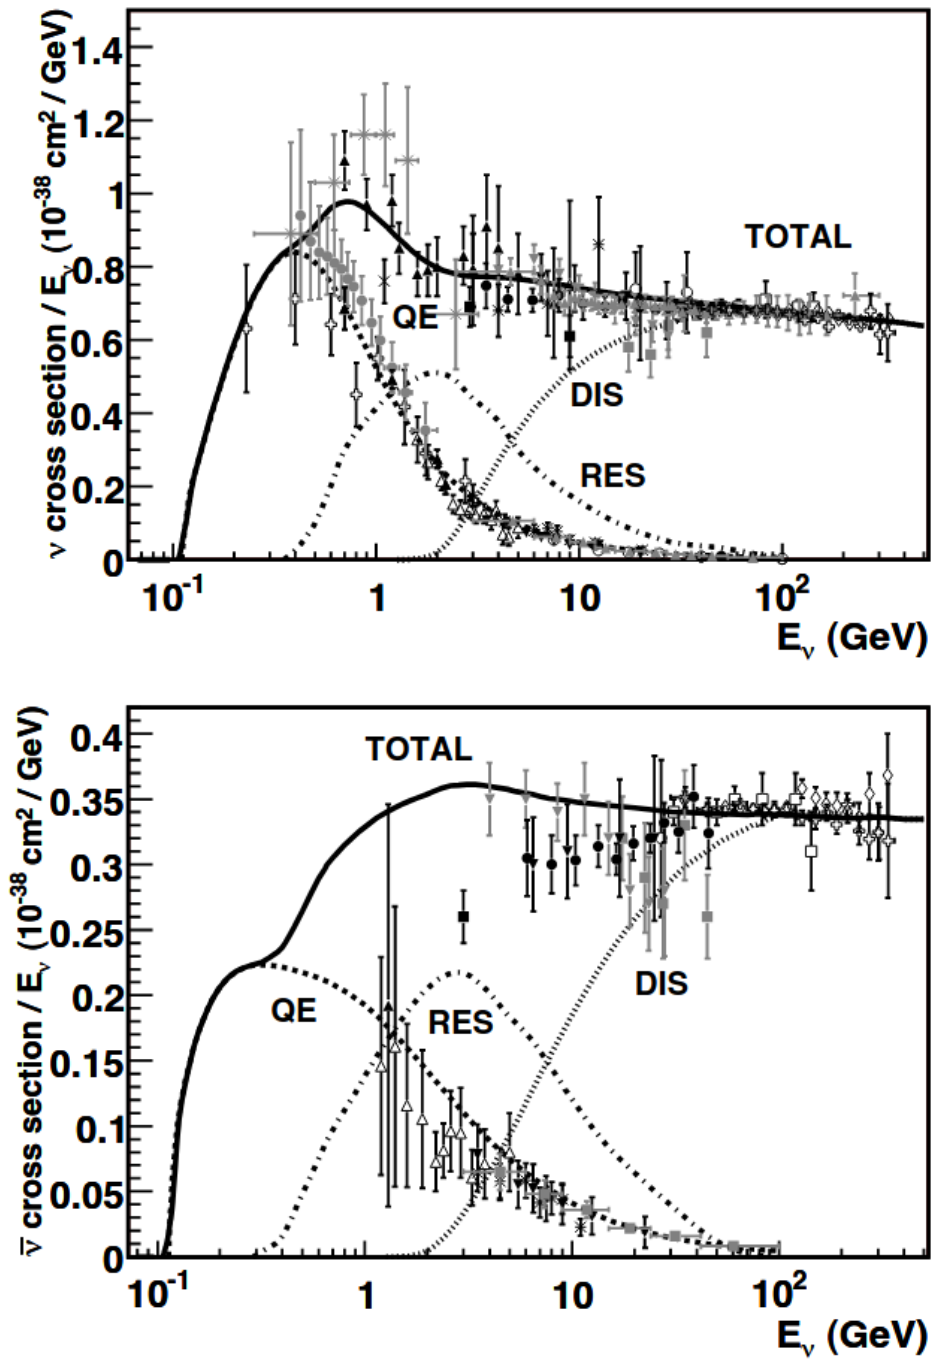 ν cross section / Eν (10-38 cm2 / GeV)
1.4
1.2
1
0.8
0.6
0.4
0.2
0
TOTAL
QE
DIS
RES
10-1
1
10
102
Eν (GeV)
ν̅ cross section / Eν (10-38 cm2 / GeV)
0.4
0.35
0.3
0.25
0.2
0.15
0.1
0.05
0
TOTAL
DIS
QE
RES
10-1
1
10
102
Eν (GeV)